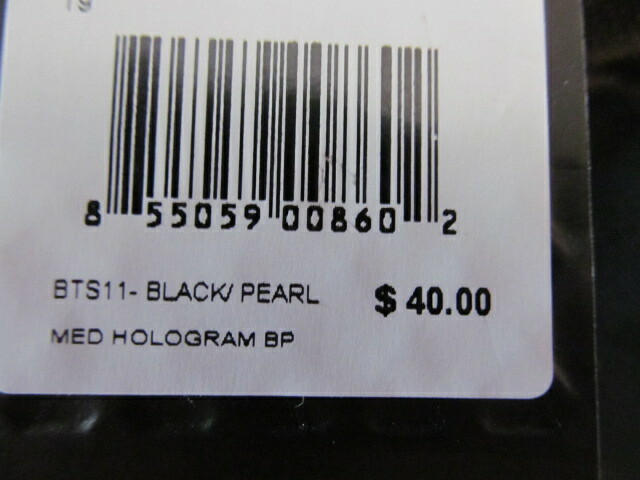 8 55059 00860 2
BTS11- BLACK/ PEARL $ 40.00
MED HOLOGRAM BP